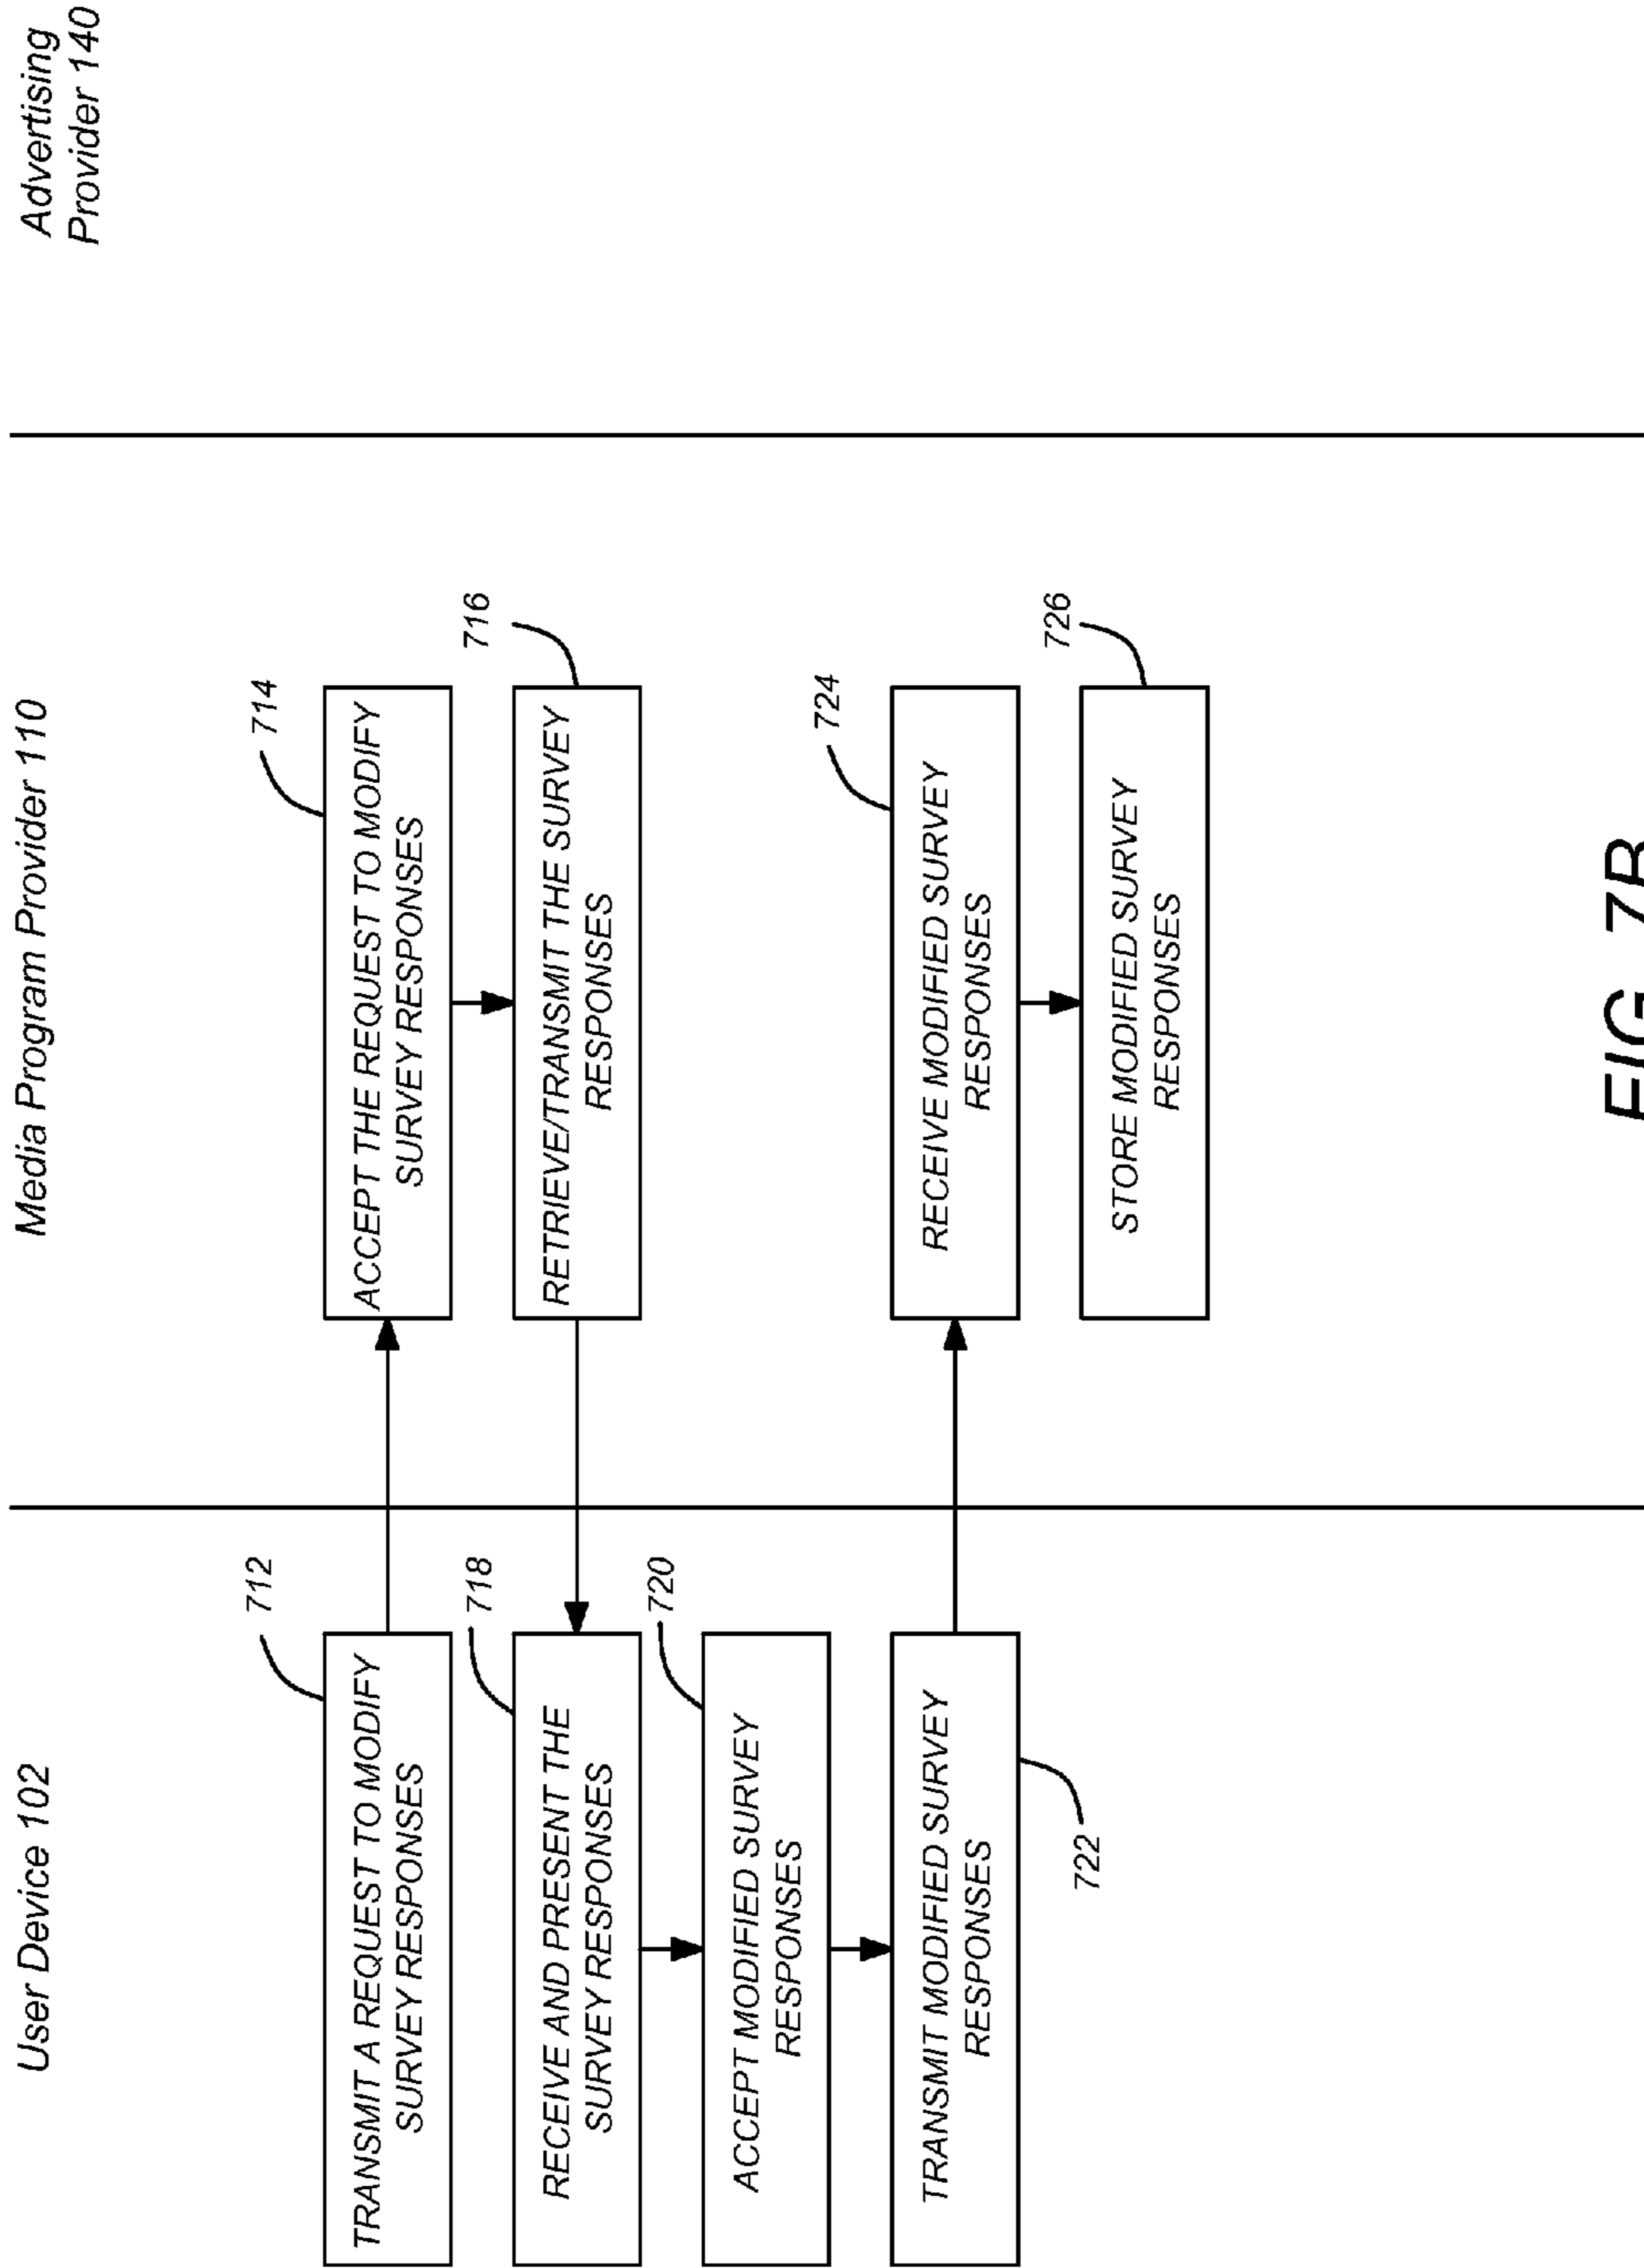 User Device 102
Media Program Provider 110
Advertising
Provider 140
712
TRANSMIT A REQUEST TO MODIFY
SURVEY RESPONSES
714
ACCEPT THE REQUEST TO MODIFY
SURVEY RESPONSES
716
RETRIEVE/TRANSMIT THE SURVEY
RESPONSES
718
RECEIVE AND PRESENT THE
SURVEY RESPONSES
720
ACCEPT MODIFIED SURVEY
RESPONSES
722
TRANSMIT MODIFIED SURVEY
RESPONSES
724
RECEIVE MODIFIED SURVEY
RESPONSES
726
STORE MODIFIED SURVEY
RESPONSES
FIG. 7B